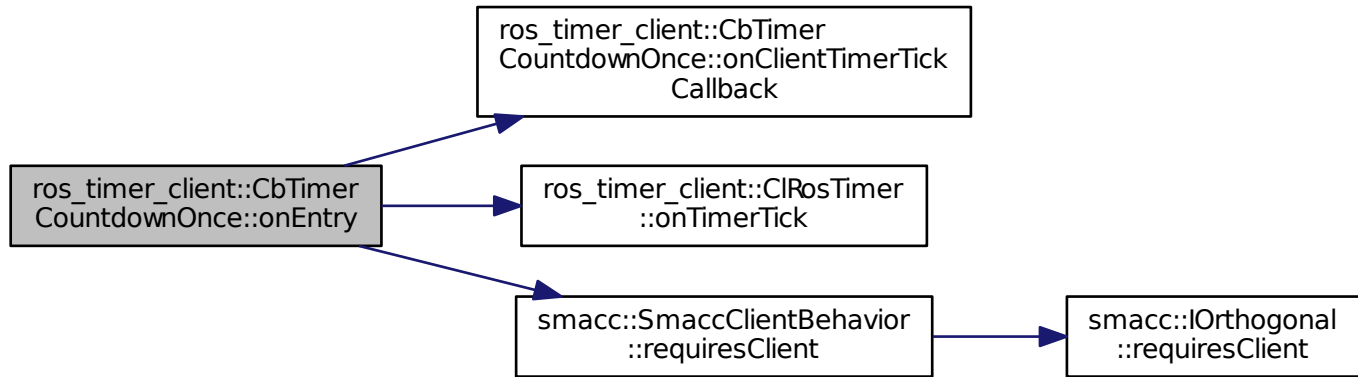 ros_timer_client::CbTimer
CountdownOnce::onClientTimerTick
Callback
ros_timer_client::CbTimer
CountdownOnce::onEntry
ros_timer_client::ClRosTimer
::onTimerTick
smacc::SmaccClientBehavior
::requiresClient
smacc::IOrthogonal
::requiresClient